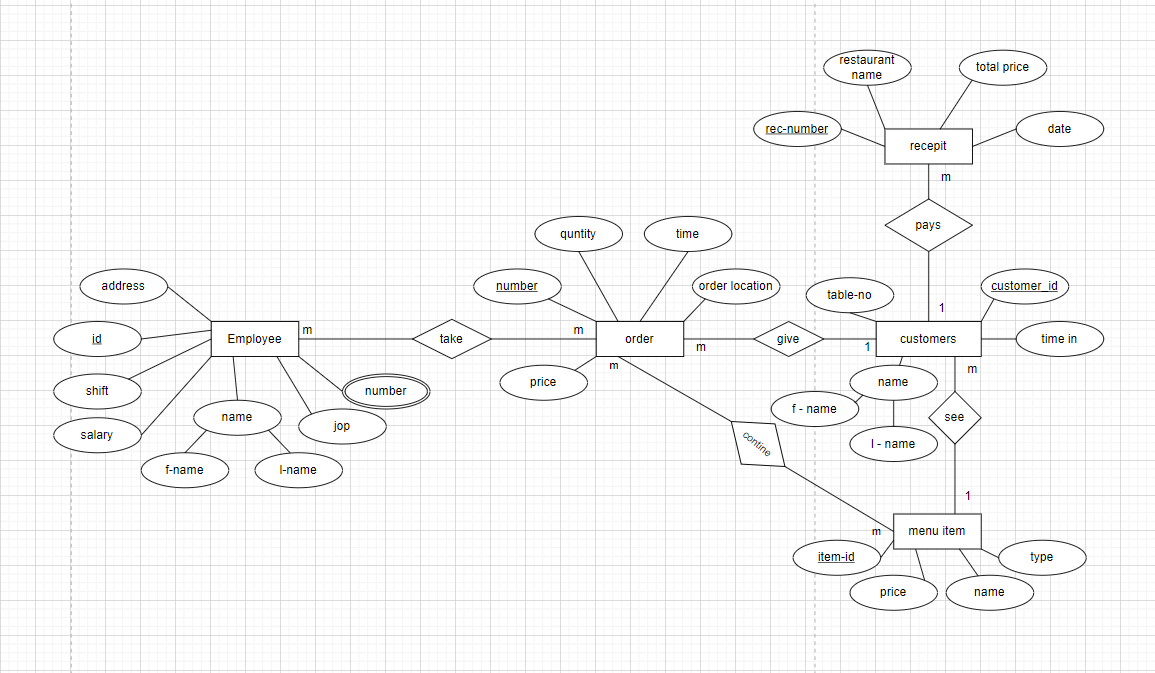 restaurant
name
total price
rec-number
date
recepit
m
pays
quntity
time
address
number
order location
table-no
customer_id
1
id
Employee
m
take
m
order
m
give
1
customers
time in
m
m
shift
number
price
name
see
f - name
name
jop
salary
contine
l - name
f-name
l-name
1
m
menu item
item-id
type
price
name